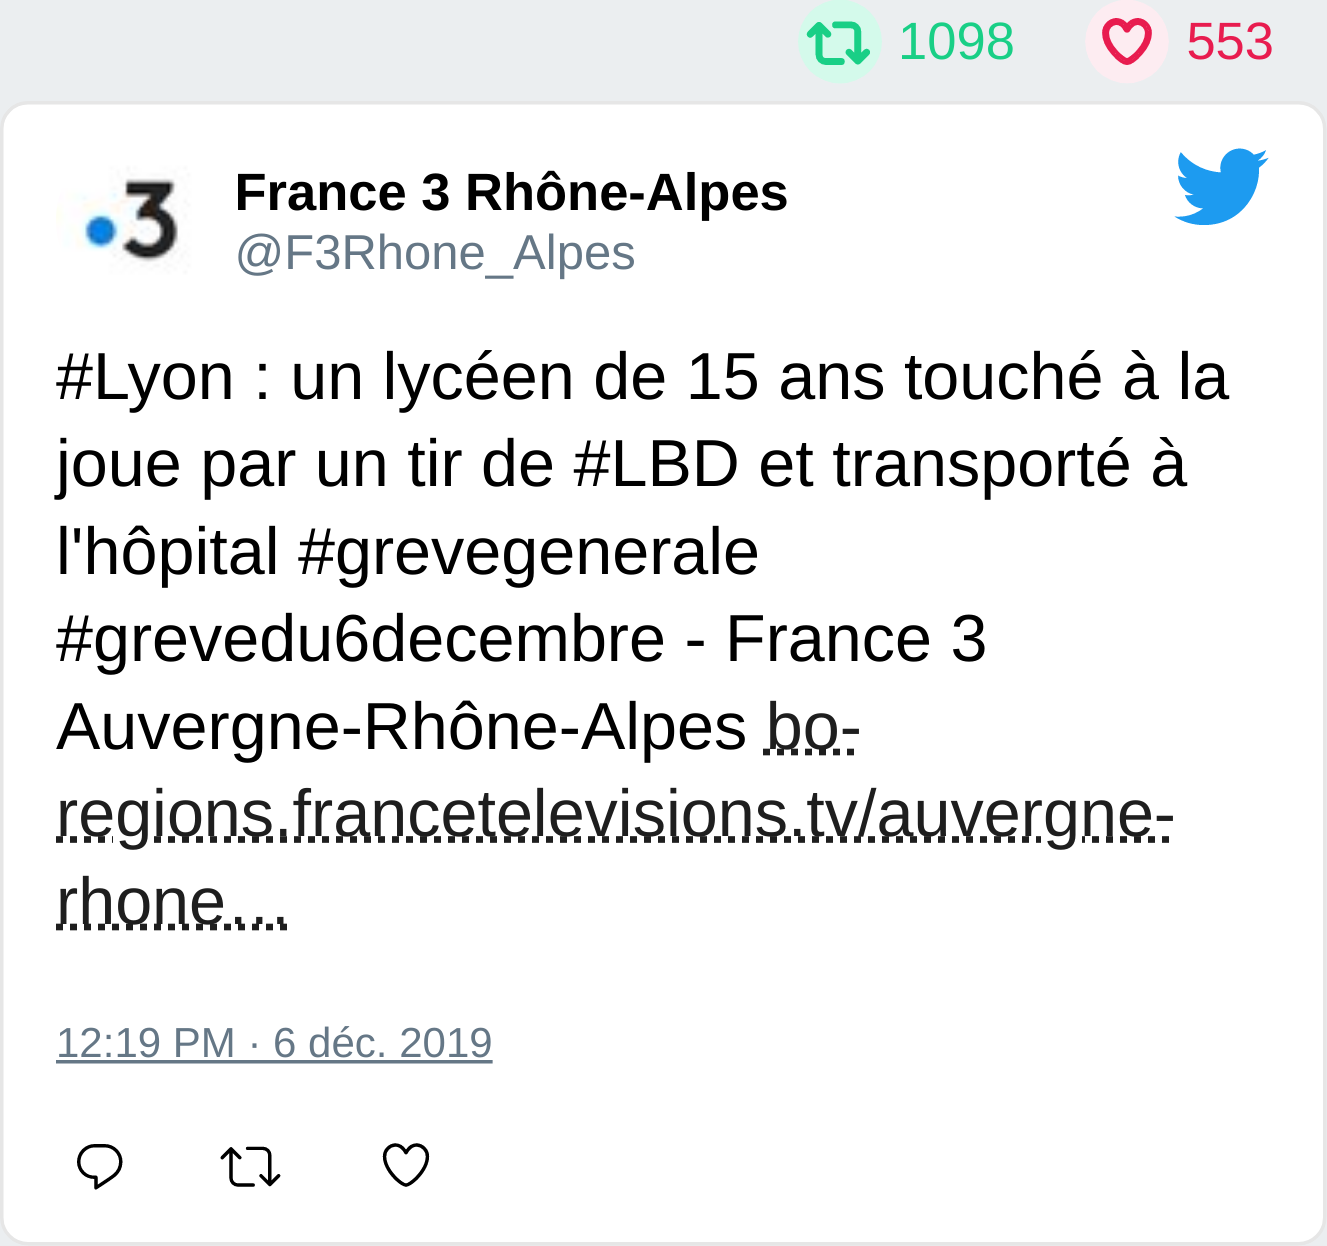 1098 553
3
France 3 Rhône-Alpes
@F3Rhone_Alpes
#Lyon : un lycéen de 15 ans touché à la
joue par un tir de #LBD et transporté à
l'hôpital #grevegenerale
#grevedu6decembre - France 3
Auvergne-Rhône-Alpes bo-
regions.francetelevisions.tv/auvergne-
rhone…
12:19 PM · 6 déc. 2019